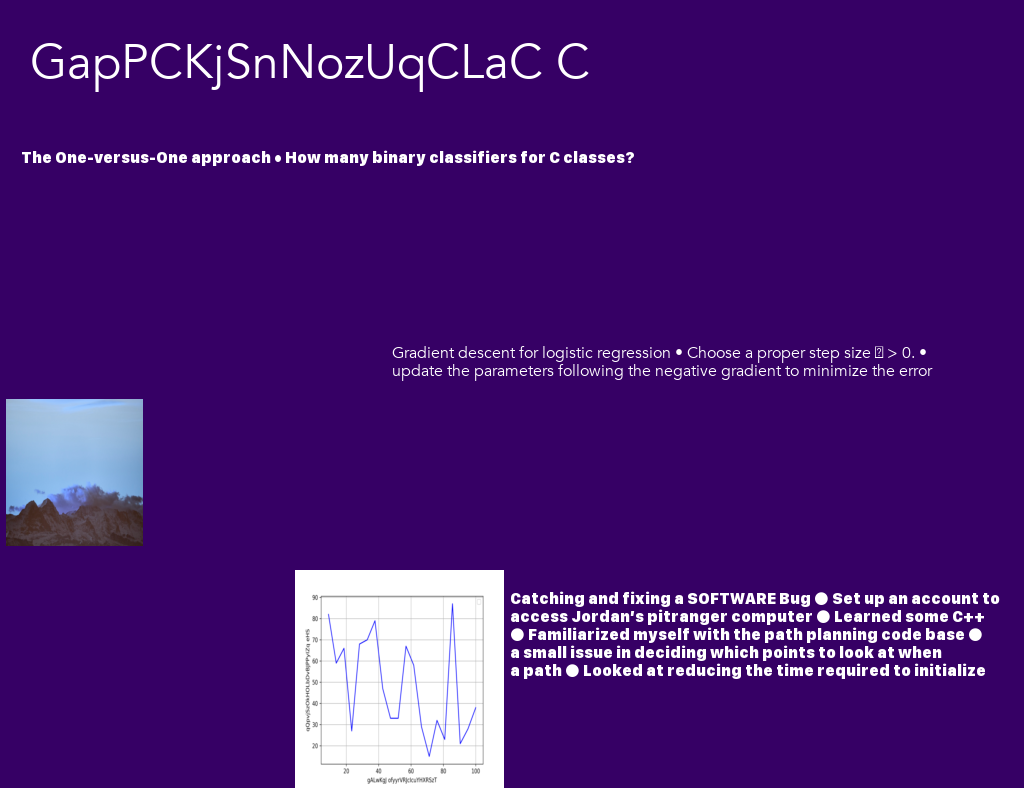 GapPCKjSnNozUqCLaC C
The One-versus-One approach • How many binary classifiers for C classes?
Gradient descent for logistic regression • Choose a proper step size > 0. •
update the parameters following the negative gradient to minimize the error
Catching and fixing a SOFTWARE Bug ● Set up an account to
access Jordan's pitranger computer ● Learned some C++
● Familiarized myself with the path planning code base ●
a small issue in deciding which points to look at when
a path ● Looked at reducing the time required to initialize
90
80
70
60
50
40
30
20
20 40 60 80 100